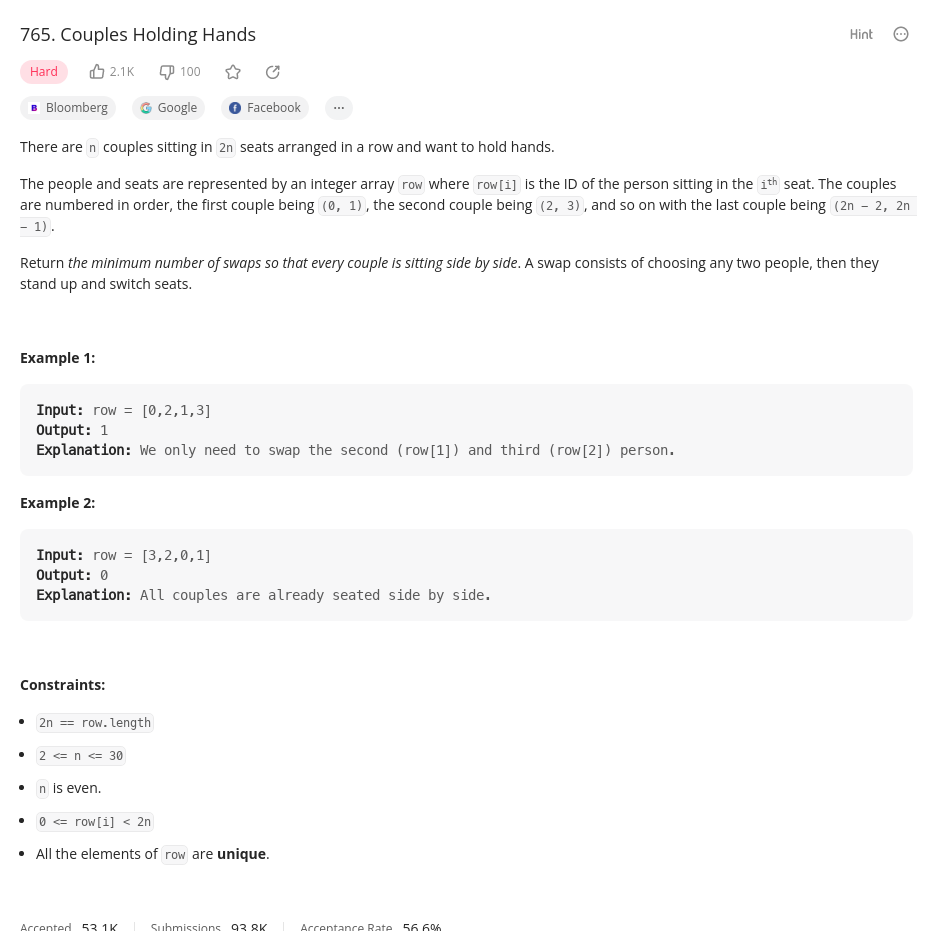 765. Couples Holding Hands
Hint
Hard 2.1K 100
B Bloomberg Google Facebook ...
There are n couples sitting in 2n seats arranged in a row and want to hold hands.
The people and seats are represented by an integer array row where row[i] is the ID of the person sitting in the ith seat. The couples
are numbered in order, the first couple being (0, 1), the second couple being (2, 3), and so on with the last couple being (2n - 2, 2n
- 1).
Return the minimum number of swaps so that every couple is sitting side by side. A swap consists of choosing any two people, then they
stand up and switch seats.
Example 1:
Input: row = [0,2,1,3]
Output: 1
Explanation: We only need to swap the second (row[1]) and third (row[2]) person.
Example 2:
Input: row = [3,2,0,1]
Output: 0
Explanation: All couples are already seated side by side.
Constraints:
• 2n == row.length
• 2 <= n <= 30
• n is even.
• 0 <= row[i] < 2n
• All the elements of row are unique.
Accepted 53.1K Submissions 93.8K Acceptance Rate 56.6%